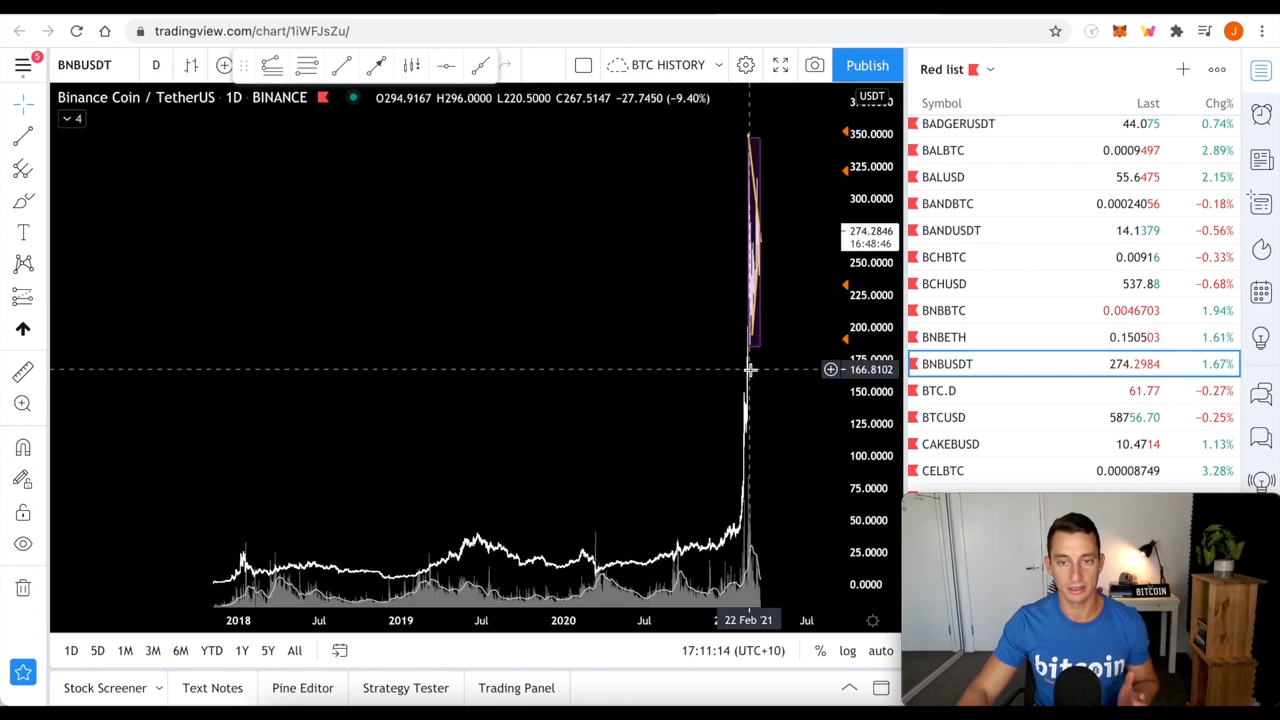 tradingview.com/chart/1iWFJsZu/
J
5
BNBUSDT D BTC HISTORY Publish
Binance Coin / TetherUS · 1D · BINANCE O294.9167 H296.0000 L220.5000 C267.5147 −27.7450 (−9.40%)
4
USDT
350.0000
325.0000
300.0000
274.2846
16:48:46
250.0000
225.0000
200.0000
175.0000
166.8102
150.0000
125.0000
100.0000
75.0000
50.0000
25.0000
0.0000
2018 Jul 2019 Jul 2020 Jul 22 Feb '21 Jul
1D 5D 1M 3M 6M YTD 1Y 5Y All 17:11:14 (UTC+10) % log auto
Stock Screener Text Notes Pine Editor Strategy Tester Trading Panel
Red list
Symbol Last Chg%
BADGERUSDT 44.075 0.74%
BALBTC 0.0009497 2.89%
BALUSD 55.6475 2.15%
BANDBTC 0.00024056 −0.18%
BANDUSDT 14.1379 −0.56%
BCHBTC 0.00916 −0.33%
BCHUSD 537.88 −0.68%
BNBBTC 0.0046703 1.94%
BNBETH 0.150503 1.61%
BNBUSDT 274.2984 1.67%
BTC.D 61.77 −0.27%
BTCUSD 58756.70 −0.25%
CAKEBUSD 10.4714 1.13%
CELBTC 0.00008749 3.28%
BITCOIN
bitcoin